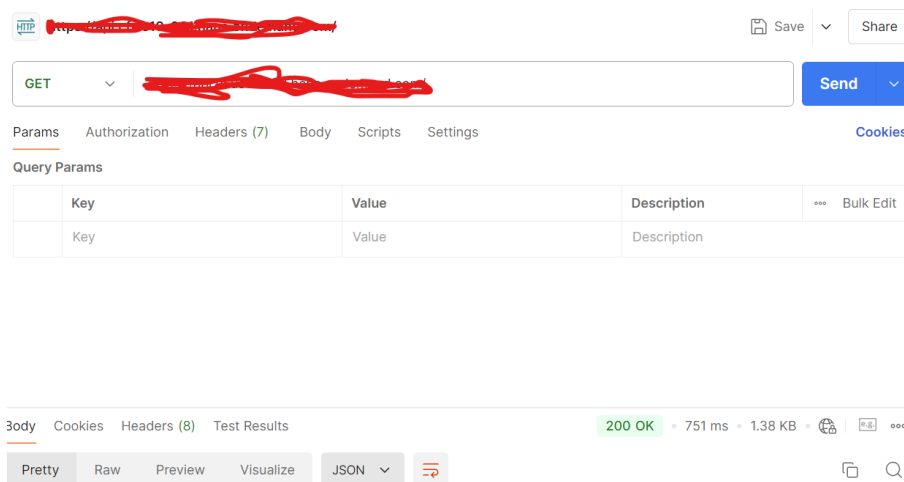 HTTP
Save
Share
GET
Send
Params Authorization Headers (7) Body Scripts Settings Cookies
Query Params
Key Value Description Bulk Edit
Key Value Description
Body Cookies Headers (8) Test Results 200 OK 751 ms 1.38 KB e.g.
Pretty Raw Preview Visualize JSON